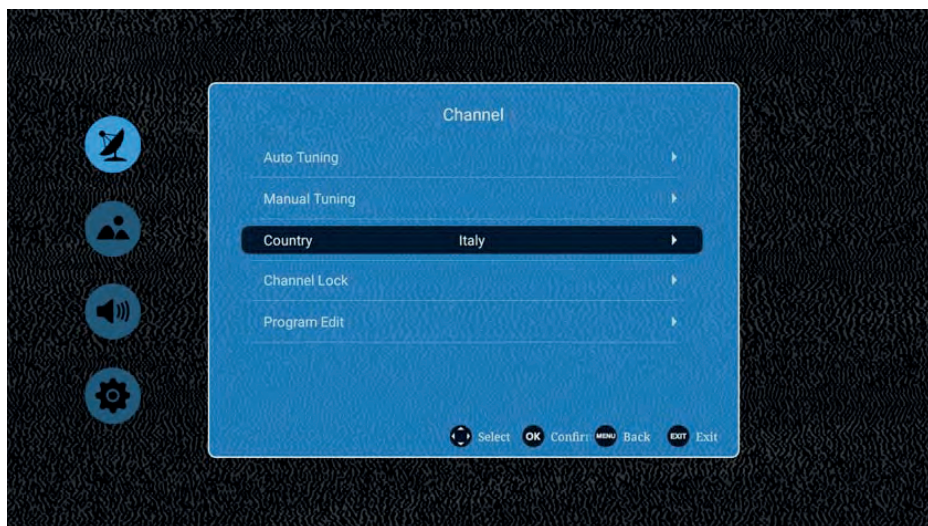 Channel
Auto Tuning
Manual Tuning
Country Italy
Channel Lock
Program Edit
Select OK Confir MENU Back EXIT Exit